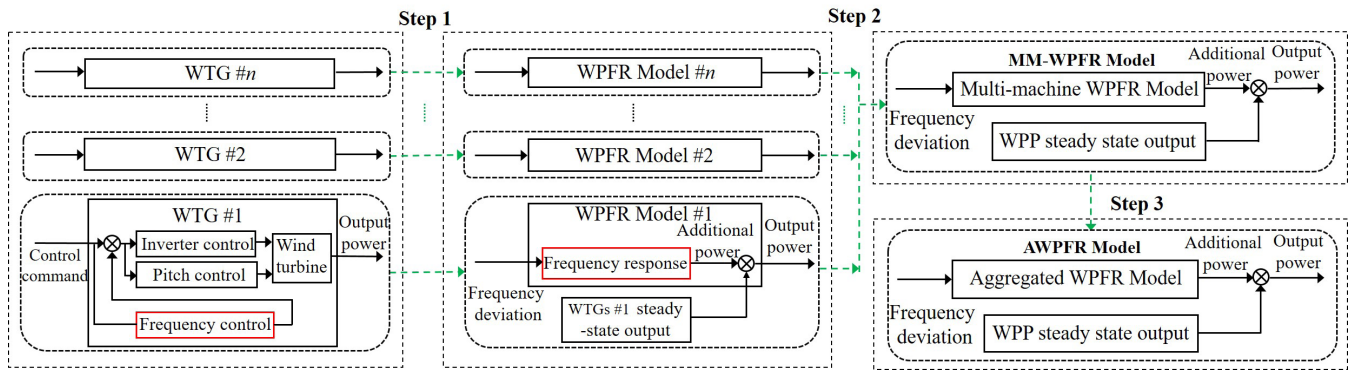 Step 1
WTG #n
WTG #2
WTG #1
Control
command
Inverter control
Pitch control
Wind
turbine
Frequency control
Output
power
WPFR Model #n
WPFR Model #2
WPFR Model #1
Frequency
deviation
Frequency response
Additional
power
Output
power
WTGs #1 steady
-state output
Step 2
MM-WPFR Model
Multi-machine WPFR Model
Frequency
deviation
Additional
power
Output
power
WPP steady state output
Step 3
AWPFR Model
Aggregated WPFR Model
Frequency
deviation
Additional
power
Output
power
WPP steady state output